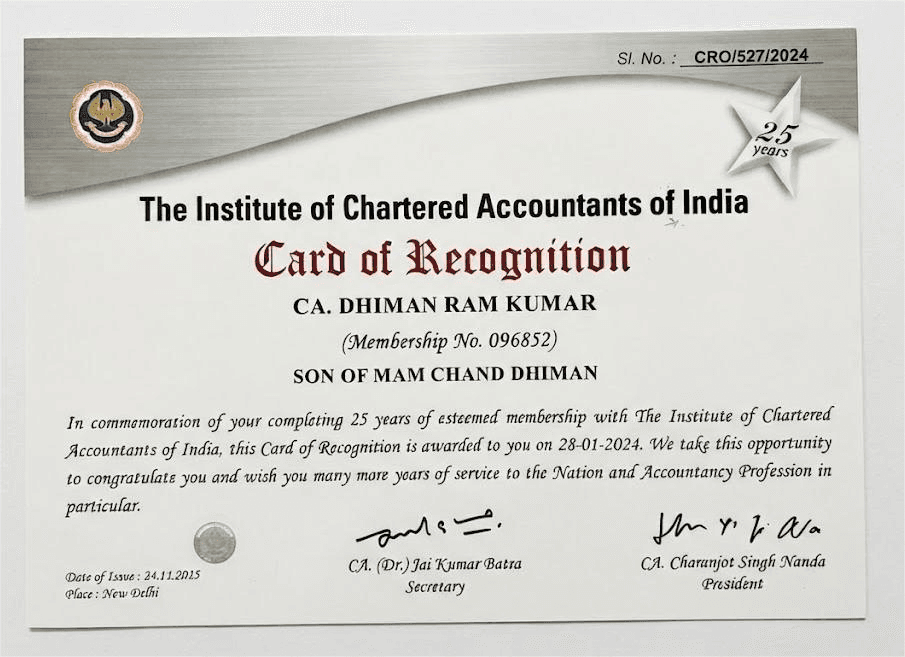 Sl. No. : CRO/527/2024
25
years
The Institute of Chartered Accountants of India
Card of Recognition
CA. DHIMAN RAM KUMAR
(Membership No. 096852)
SON OF MAM CHAND DHIMAN
In commemoration of your completing 25 years of esteemed membership with The Institute of Chartered
Accountants of India, this Card of Recognition is awarded to you on 28-01-2024. We take this opportunity
to congratulate you and wish you many more years of service to the Nation and Accountancy Profession in
particular.
CA. (Dr.) Jai Kumar Batra
Secretary
CA. Charanjot Singh Nanda
President
Date of Issue : 24.11.2025
Place : New Delhi